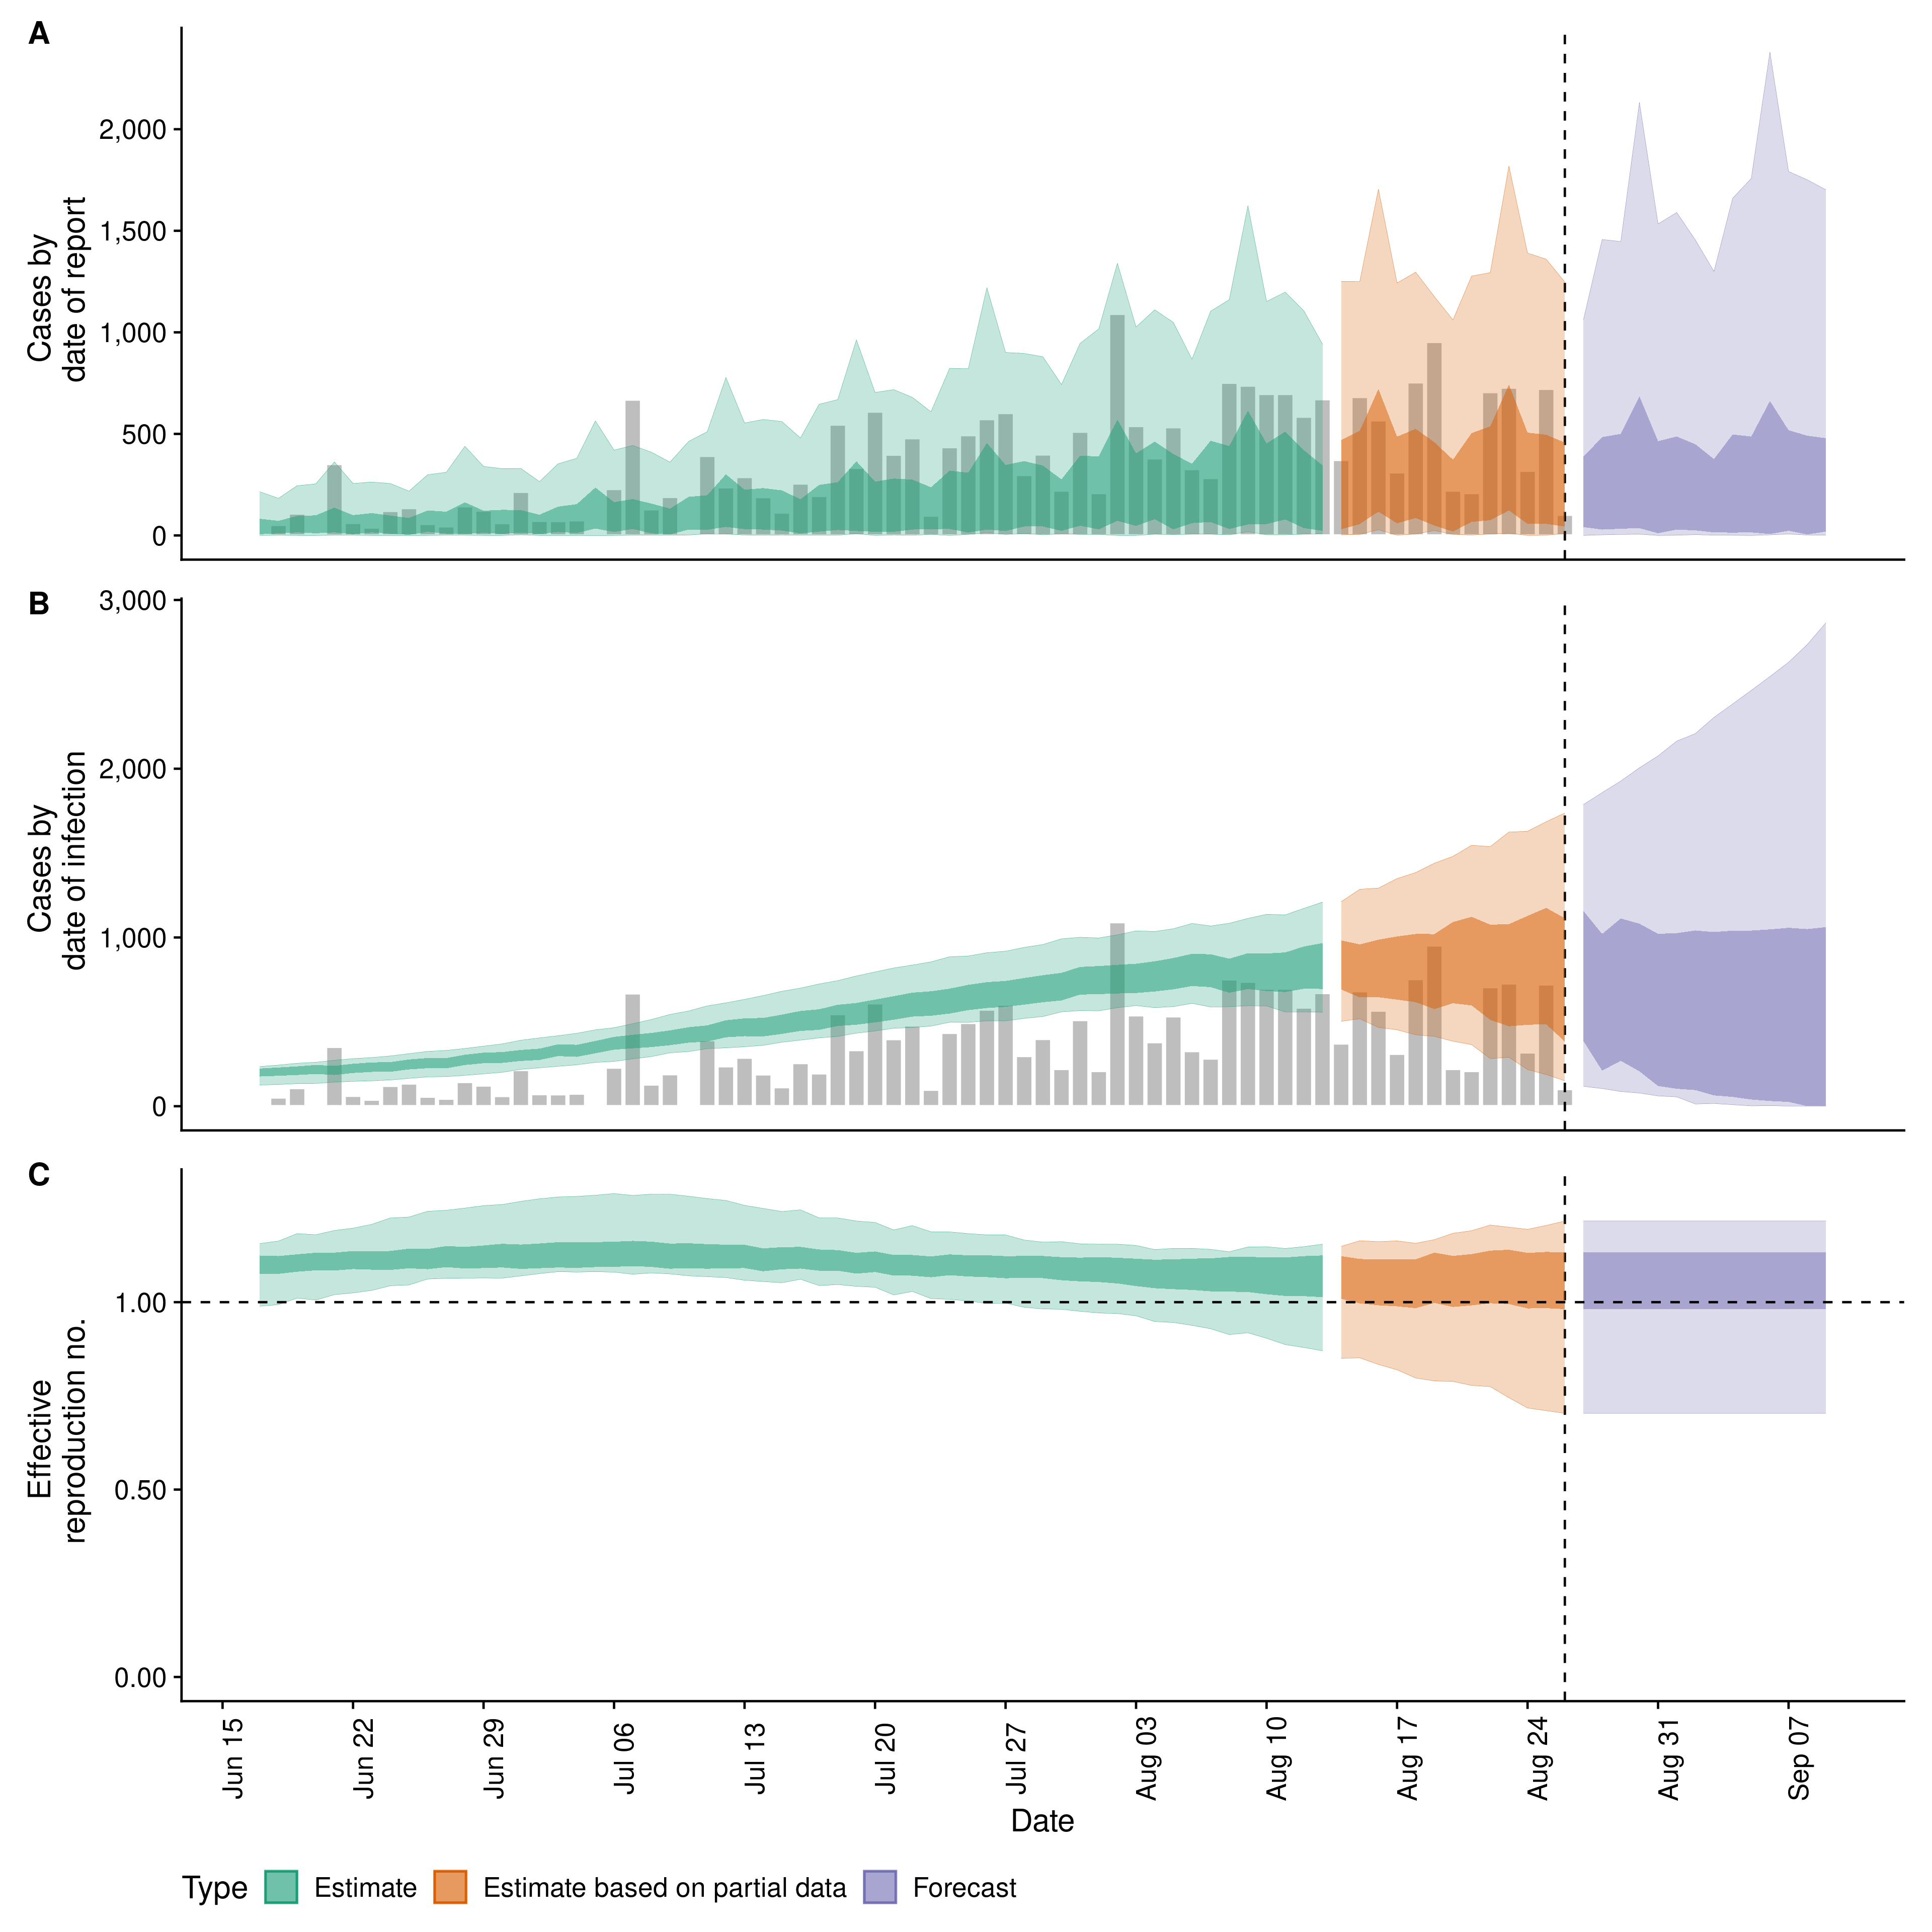 A
Cases by
date of report
2,000
1,500
1,000
500
0
B
Cases by
date of infection
3,000
2,000
1,000
0
C
Effective
reproduction no.
1.00
0.50
0.00
Jun 15
Jun 22
Jun 29
Jul 06
Jul 13
Jul 20
Jul 27
Aug 03
Aug 10
Aug 17
Aug 24
Aug 31
Sep 07
Date
Type Estimate Estimate based on partial data Forecast